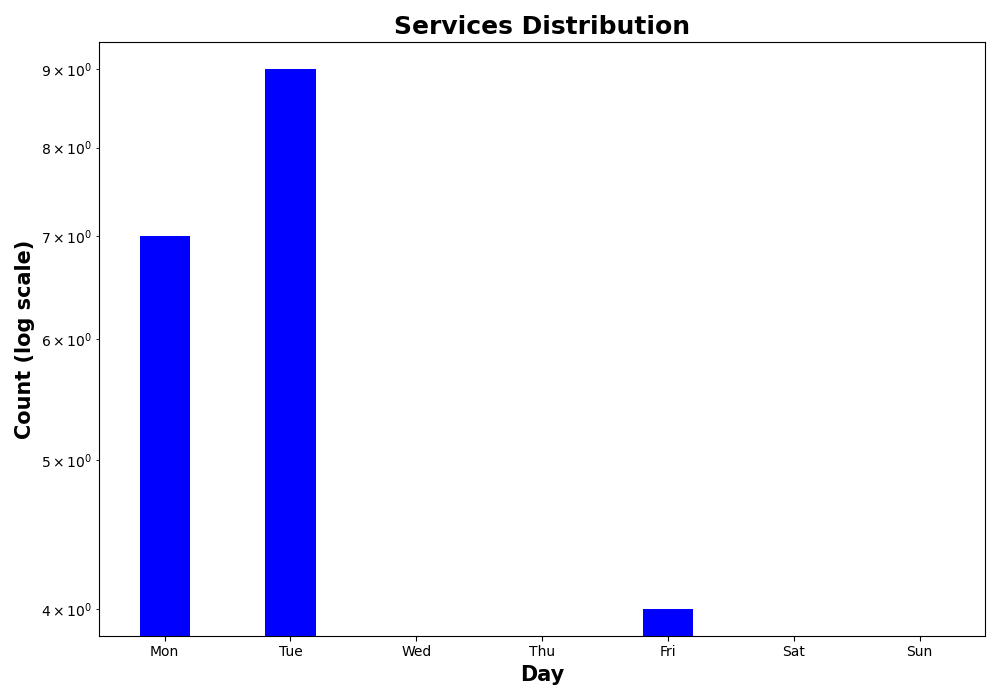 Services Distribution
Count (log scale)
9 × 10⁰
8 × 10⁰
7 × 10⁰
6 × 10⁰
5 × 10⁰
4 × 10⁰
Mon Tue Wed Thu Fri Sat Sun
Day